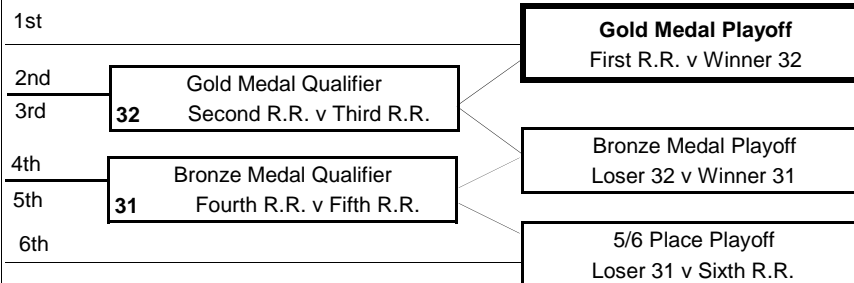 1st
Gold Medal Playoff
First R.R. v Winner 32
2nd
Gold Medal Qualifier
3rd
32 Second R.R. v Third R.R.
Bronze Medal Playoff
Loser 32 v Winner 31
4th
Bronze Medal Qualifier
5th
31 Fourth R.R. v Fifth R.R.
6th
5/6 Place Playoff
Loser 31 v Sixth R.R.